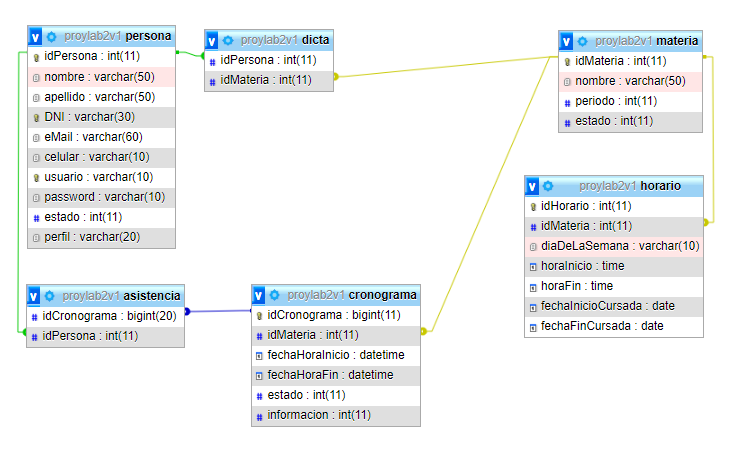 proylab2v1 persona
idPersona : int(11)
nombre : varchar(50)
apellido : varchar(50)
DNI : varchar(30)
eMail : varchar(60)
celular : varchar(10)
usuario : varchar(10)
password : varchar(10)
estado : int(11)
perfil : varchar(20)
proylab2v1 dicta
idPersona : int(11)
idMateria : int(11)
proylab2v1 materia
idMateria : int(11)
nombre : varchar(50)
periodo : int(11)
estado : int(11)
proylab2v1 horario
idHorario : int(11)
idMateria : int(11)
diaDeLaSemana : varchar(10)
horaInicio : time
horaFin : time
fechaInicioCursada : date
fechaFinCursada : date
proylab2v1 asistencia
idCronograma : bigint(20)
idPersona : int(11)
proylab2v1 cronograma
idCronograma : bigint(11)
idMateria : int(11)
fechaHoraInicio : datetime
fechaHoraFin : datetime
estado : int(11)
informacion : int(11)